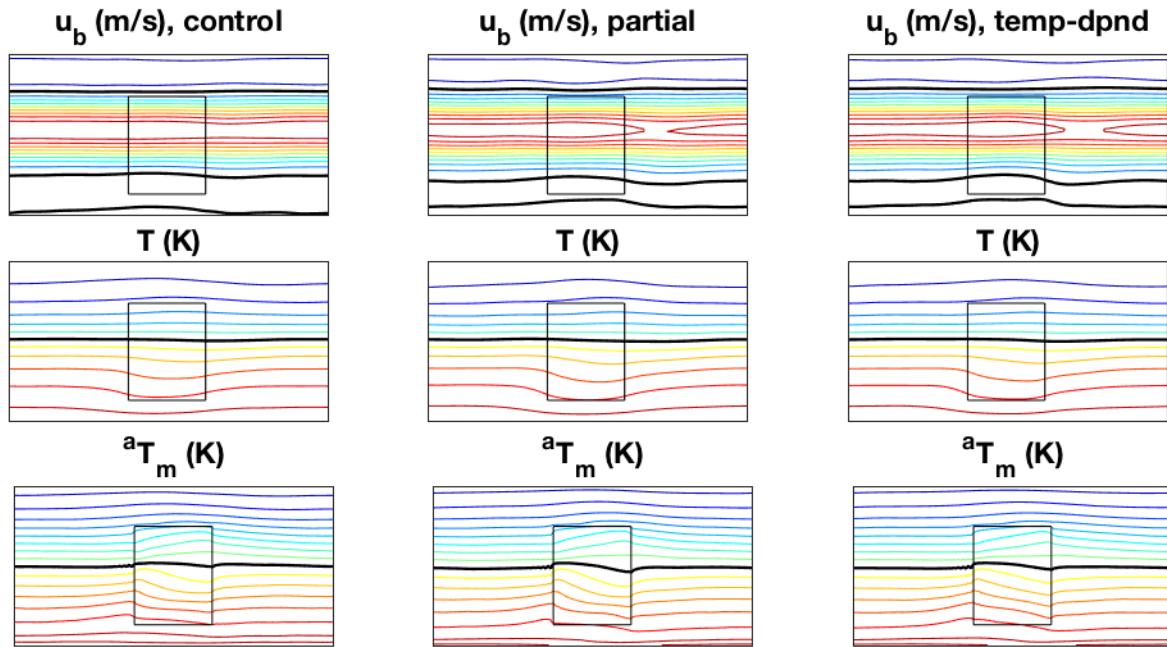 u_b (m/s), control
u_b (m/s), partial
u_b (m/s), temp-dpnd
T (K)
T (K)
T (K)
^aT_m (K)
^aT_m (K)
^aT_m (K)